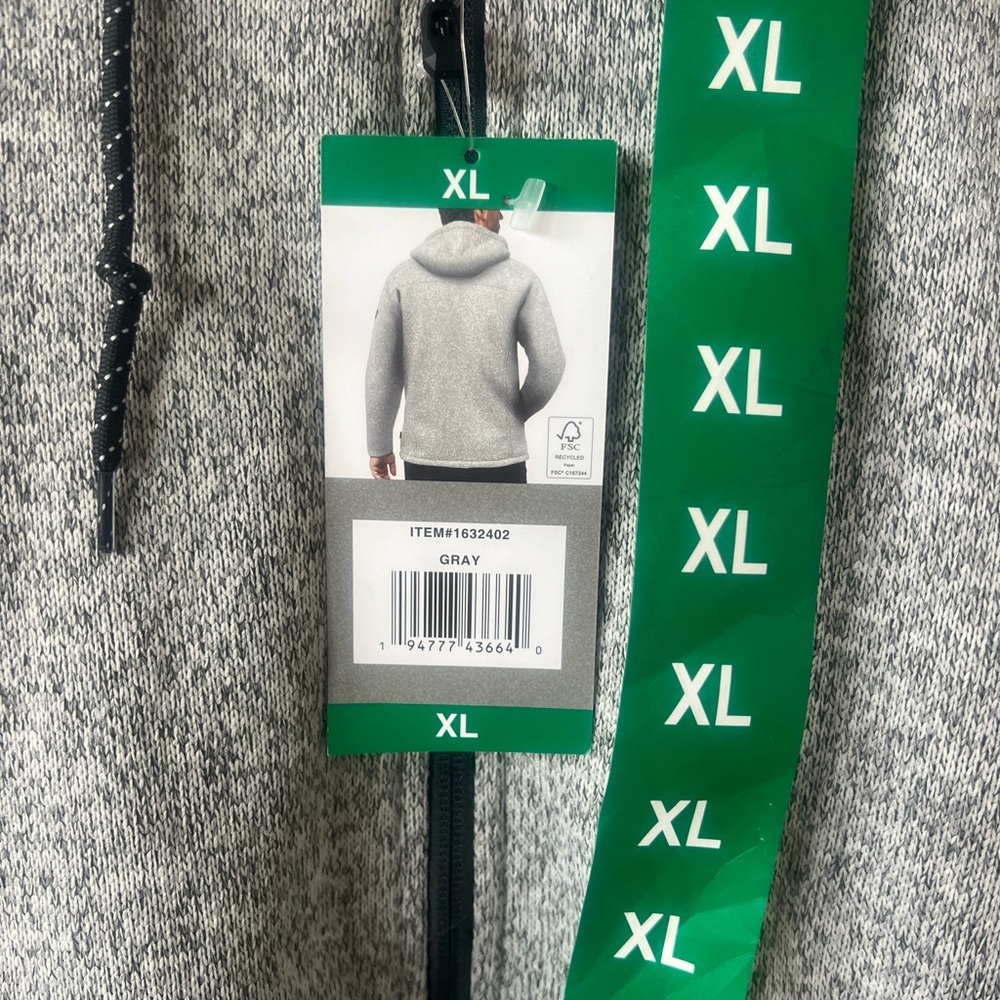 XL
FSC
RECYCLED
Paper
FSC® C167244
ITEM#1632402
GRAY
1 94777 43664 0
XL
XL
XL
XL
XL
XL
XL
XL